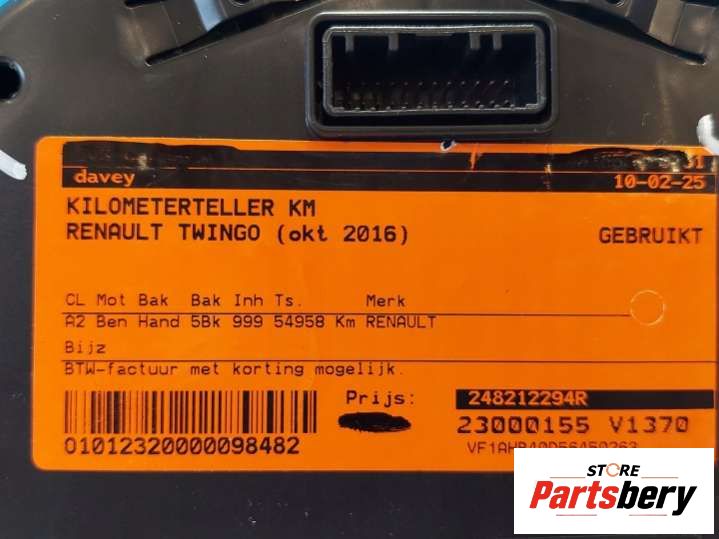 davey
10-02-25
KILOMETERTELLER KM
RENAULT TWINGO (okt 2016)
GEBRUIKT
CL Mot Bak Bak Inh Ts. Merk
A2 Ben Hand 5Bk 999 54958 Km RENAULT
Bijz
BTW-factuur met korting mogelijk.
Prijs:
248212294R
23000155 V1370
01012320000098482
STORE
Partsbery